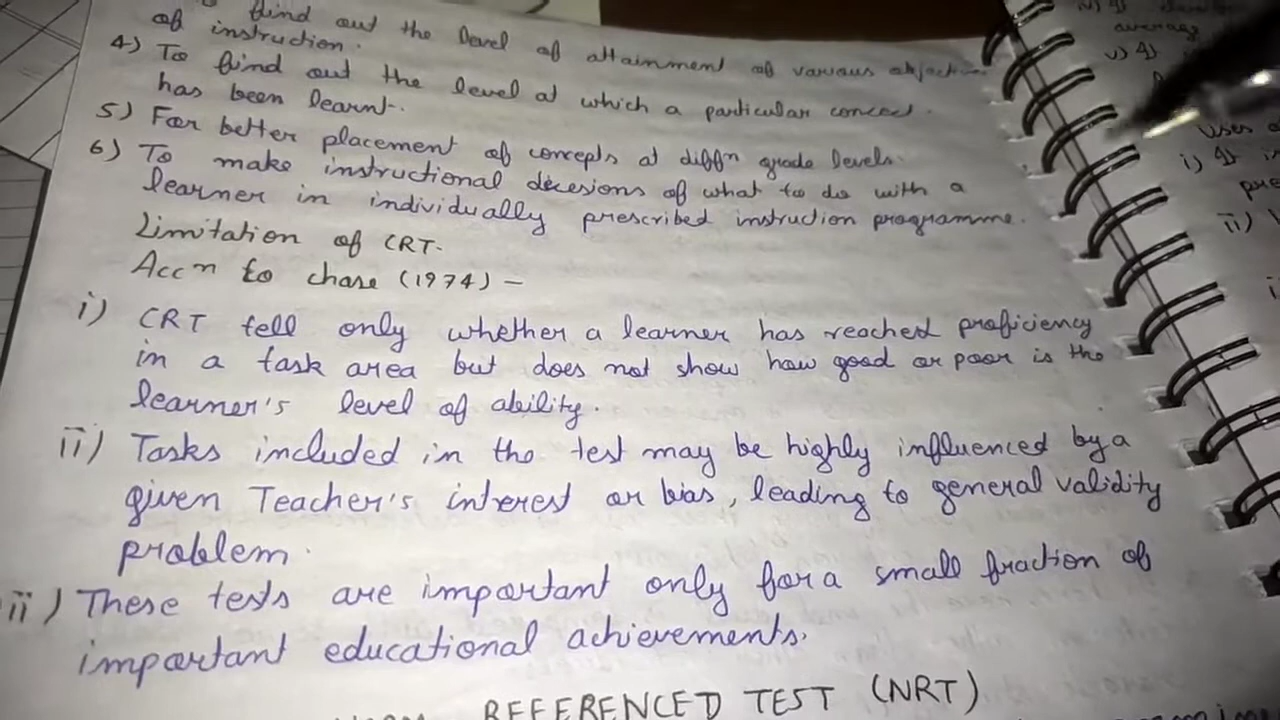 find out the level of attainment of various
of instruction.
4) To find out the level at which a particular
has been learnt.
5) For better placement of concepts at diffn grade levels.
6) To make instructional decesions of what to do with a
learner in individually prescribed instruction programme.
Limitation of CRT.
Accn to chase (1974) -
i) CRT tell only whether a learner has reached proficiency
in a task area but does not show how good or poor is the
learner's level of ability.
ii) Tasks included in the test may be highly influenced by a
given Teacher's interest or bias, leading to general validity
problem.
ii) These tests are important only for a small fraction of
important educational achievements.
REFERENCED TEST (NRT)
average
v)
uses
i)
ii)